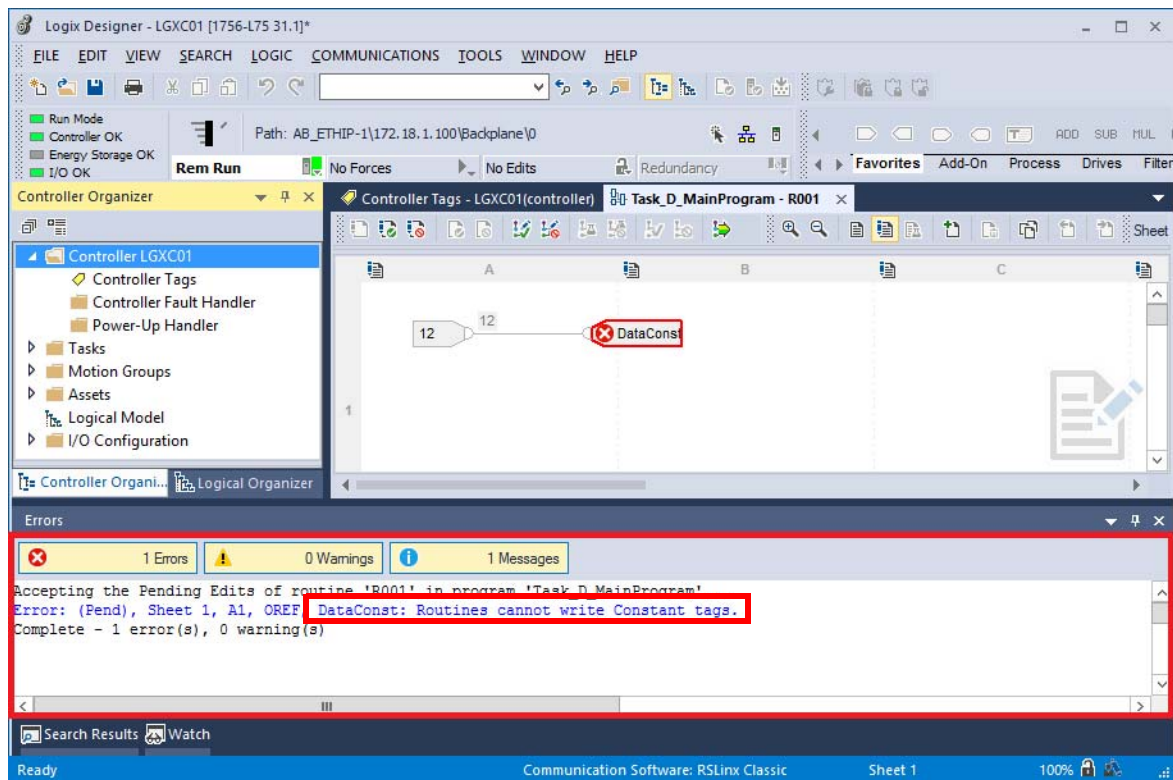 Logix Designer - LGXC01 [1756-L75 31.1]*
FILE EDIT VIEW SEARCH LOGIC COMMUNICATIONS TOOLS WINDOW HELP
Run Mode
Controller OK
Energy Storage OK
I/O OK
Path: AB_ETHIP-1\172.18.1.100\Backplane\0
Rem Run
No Forces
No Edits
Redundancy
ADD SUB MUL
Favorites Add-On Process Drives Filter
Controller Organizer
Controller Tags - LGXC01(controller)
Task_D_MainProgram - R001
Sheet
Controller LGXC01
Controller Tags
Controller Fault Handler
Power-Up Handler
Tasks
Motion Groups
Assets
Logical Model
I/O Configuration
A B C
12
12
DataConst
1
Controller Organi...
Logical Organizer
Errors
1 Errors
0 Warnings
1 Messages
Accepting the Pending Edits of routine 'R001' in program 'Task_D_MainProgram'
Error: (Pend), Sheet 1, A1, OREF, DataConst: Routines cannot write Constant tags.
Complete - 1 error(s), 0 warning(s)
Search Results
Watch
Ready
Communication Software: RSLinx Classic
Sheet 1
100%